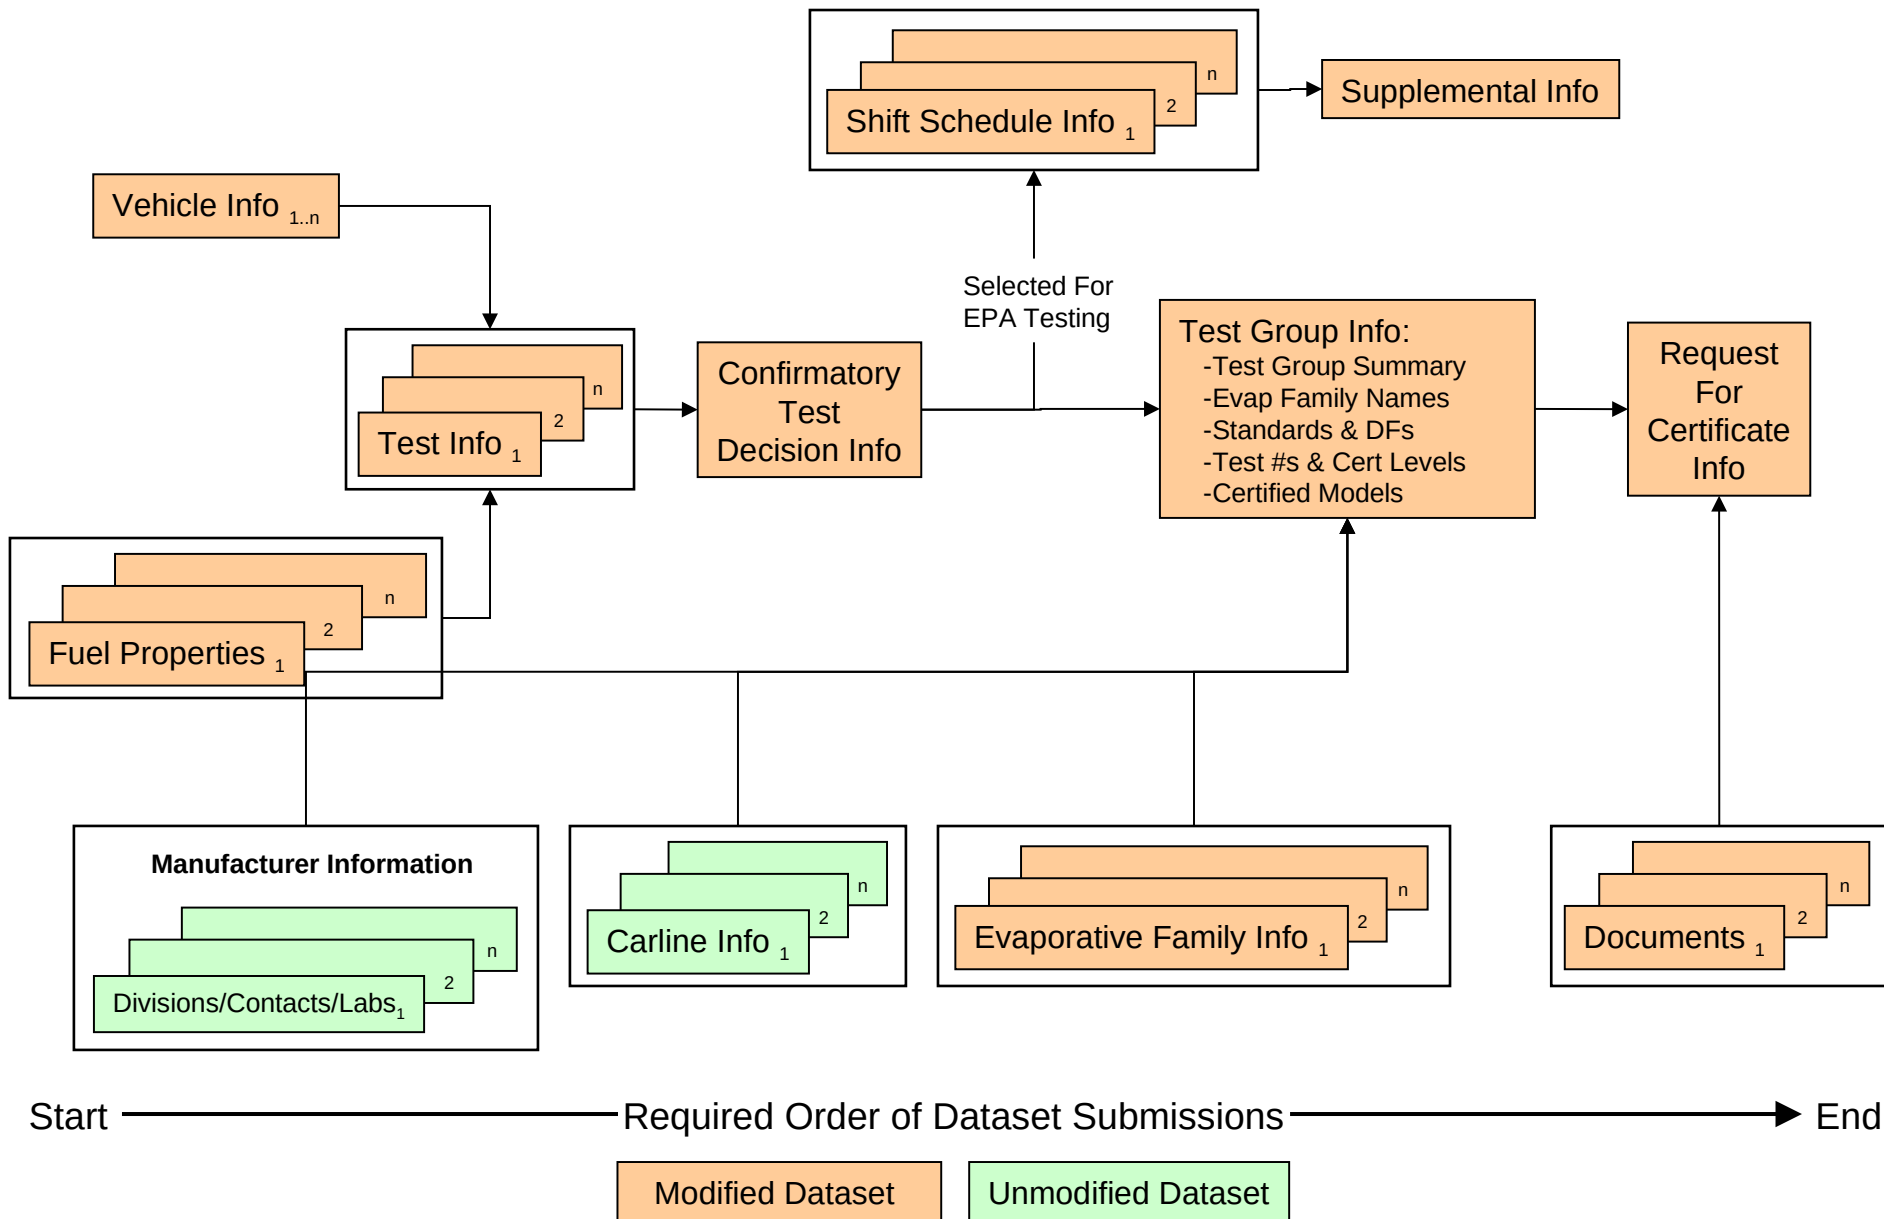 n
2
Shift Schedule Info 1
Supplemental Info
Vehicle Info 1..n
Selected For
EPA Testing
n
2
Test Info 1
Confirmatory
Test
Decision Info
Test Group Info:
-Test Group Summary
-Evap Family Names
-Standards & DFs
-Test #s & Cert Levels
-Certified Models
Request
For
Certificate
Info
n
2
Fuel Properties 1
Manufacturer Information
n
2
Divisions/Contacts/Labs1
n
2
Carline Info 1
n
2
Evaporative Family Info 1
n
2
Documents 1
Start Required Order of Dataset Submissions End
Modified Dataset
Unmodified Dataset